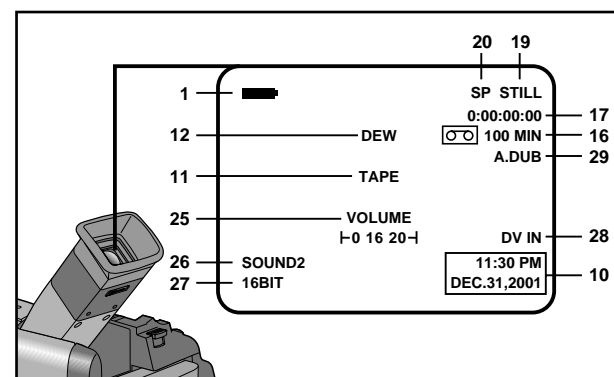 20 19
SP STILL
1
0:00:00:00 17
12 DEW 100 MIN 16
A.DUB 29
11 TAPE
25 VOLUME
0 16 20
DV IN 28
26 SOUND2 11:30 PM
27 16BIT DEC.31,2001 10